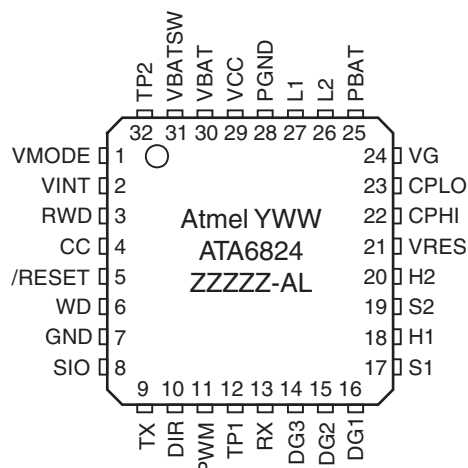 TP2
VBATSW
VBAT
VCC
PGND
L1
L2
PBAT
32 31 30 29 28 27 26 25
VMODE 1
VINT 2
RWD 3
CC 4
/RESET 5
WD 6
GND 7
SIO 8
Atmel YWW
ATA6824
ZZZZZ-AL
24 VG
23 CPLO
22 CPHI
21 VRES
20 H2
19 S2
18 H1
17 S1
9 10 11 12 13 14 15 16
TX
DIR
PWM
TP1
RX
DG3
DG2
DG1